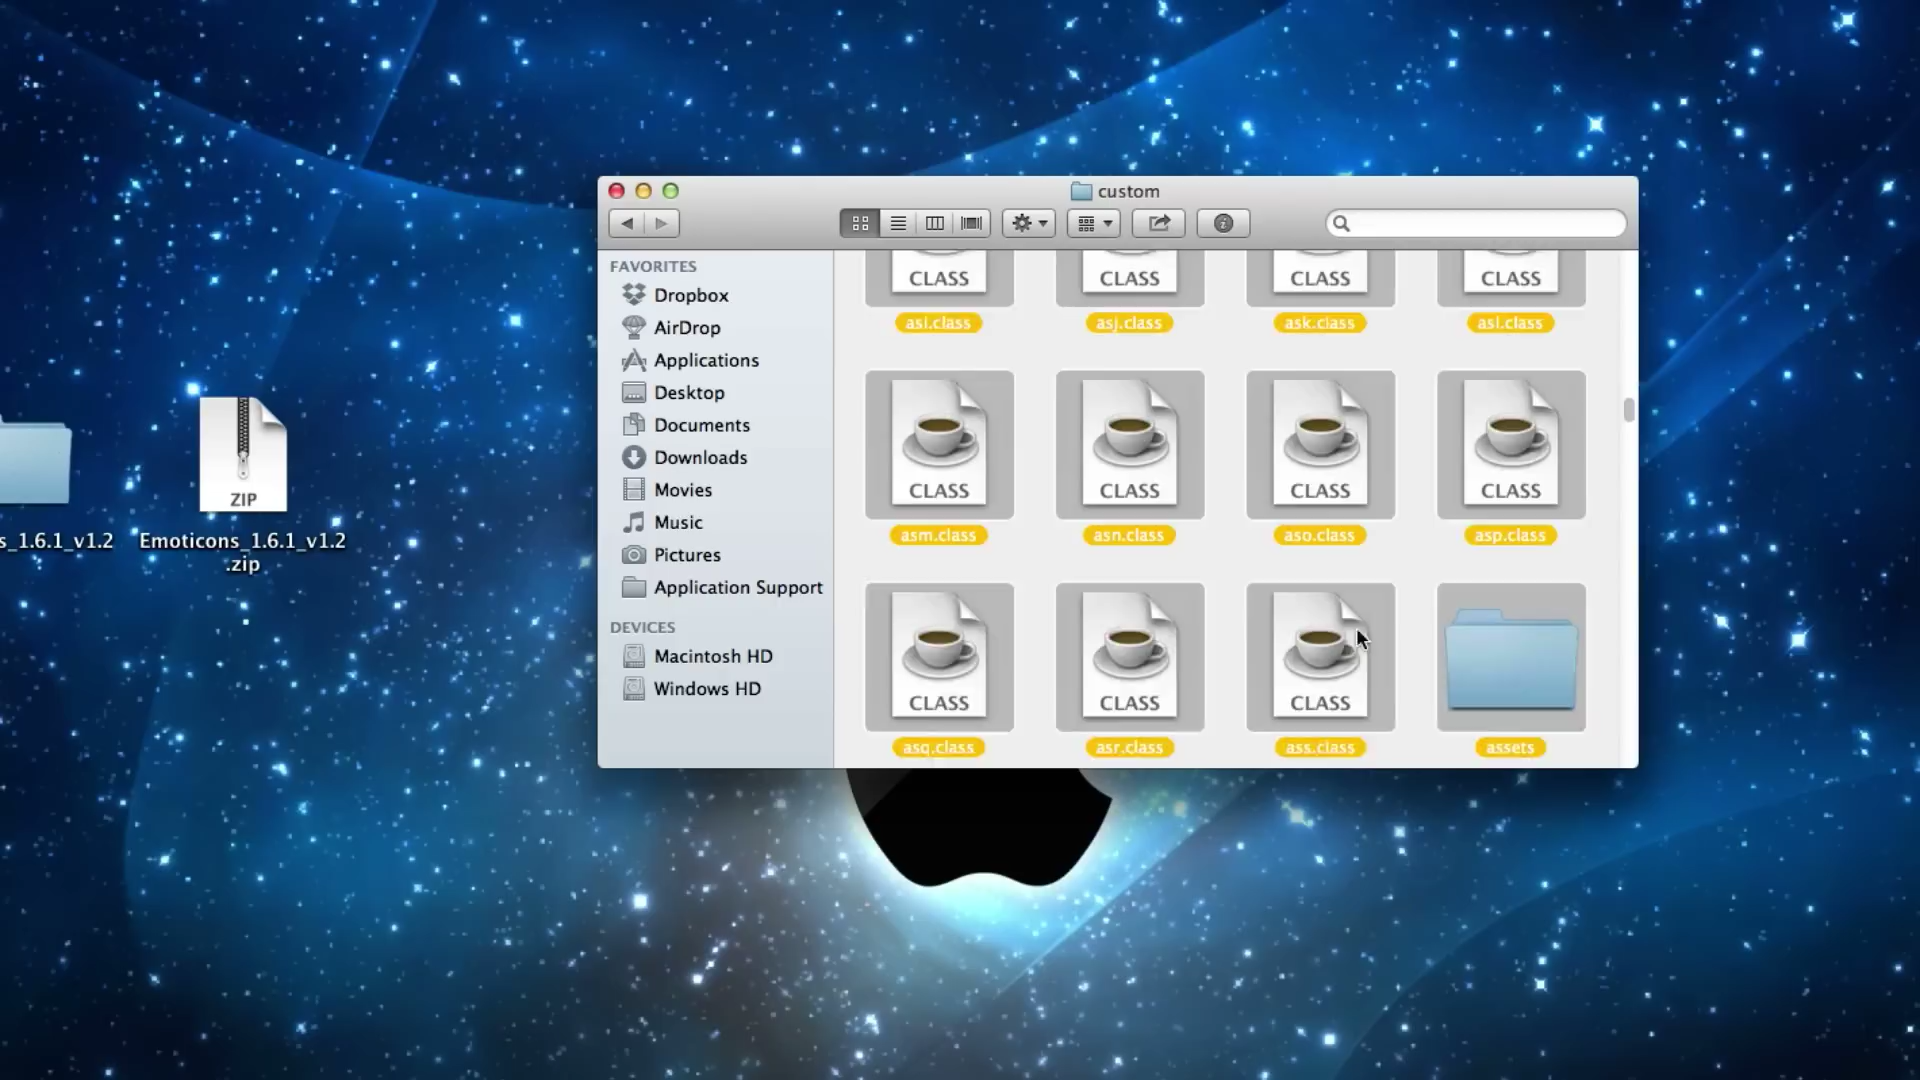 custom
FAVORITES
Dropbox
AirDrop
Applications
Desktop
Documents
Downloads
Movies
Music
Pictures
Application Support
DEVICES
Macintosh HD
Windows HD
CLASS CLASS CLASS CLASS
asi.class asj.class ask.class asl.class
CLASS CLASS CLASS CLASS
asm.class asn.class aso.class asp.class
CLASS CLASS CLASS
asq.class asr.class ass.class assets
s_1.6.1_v1.2
ZIP
Emoticons_1.6.1_v1.2
.zip